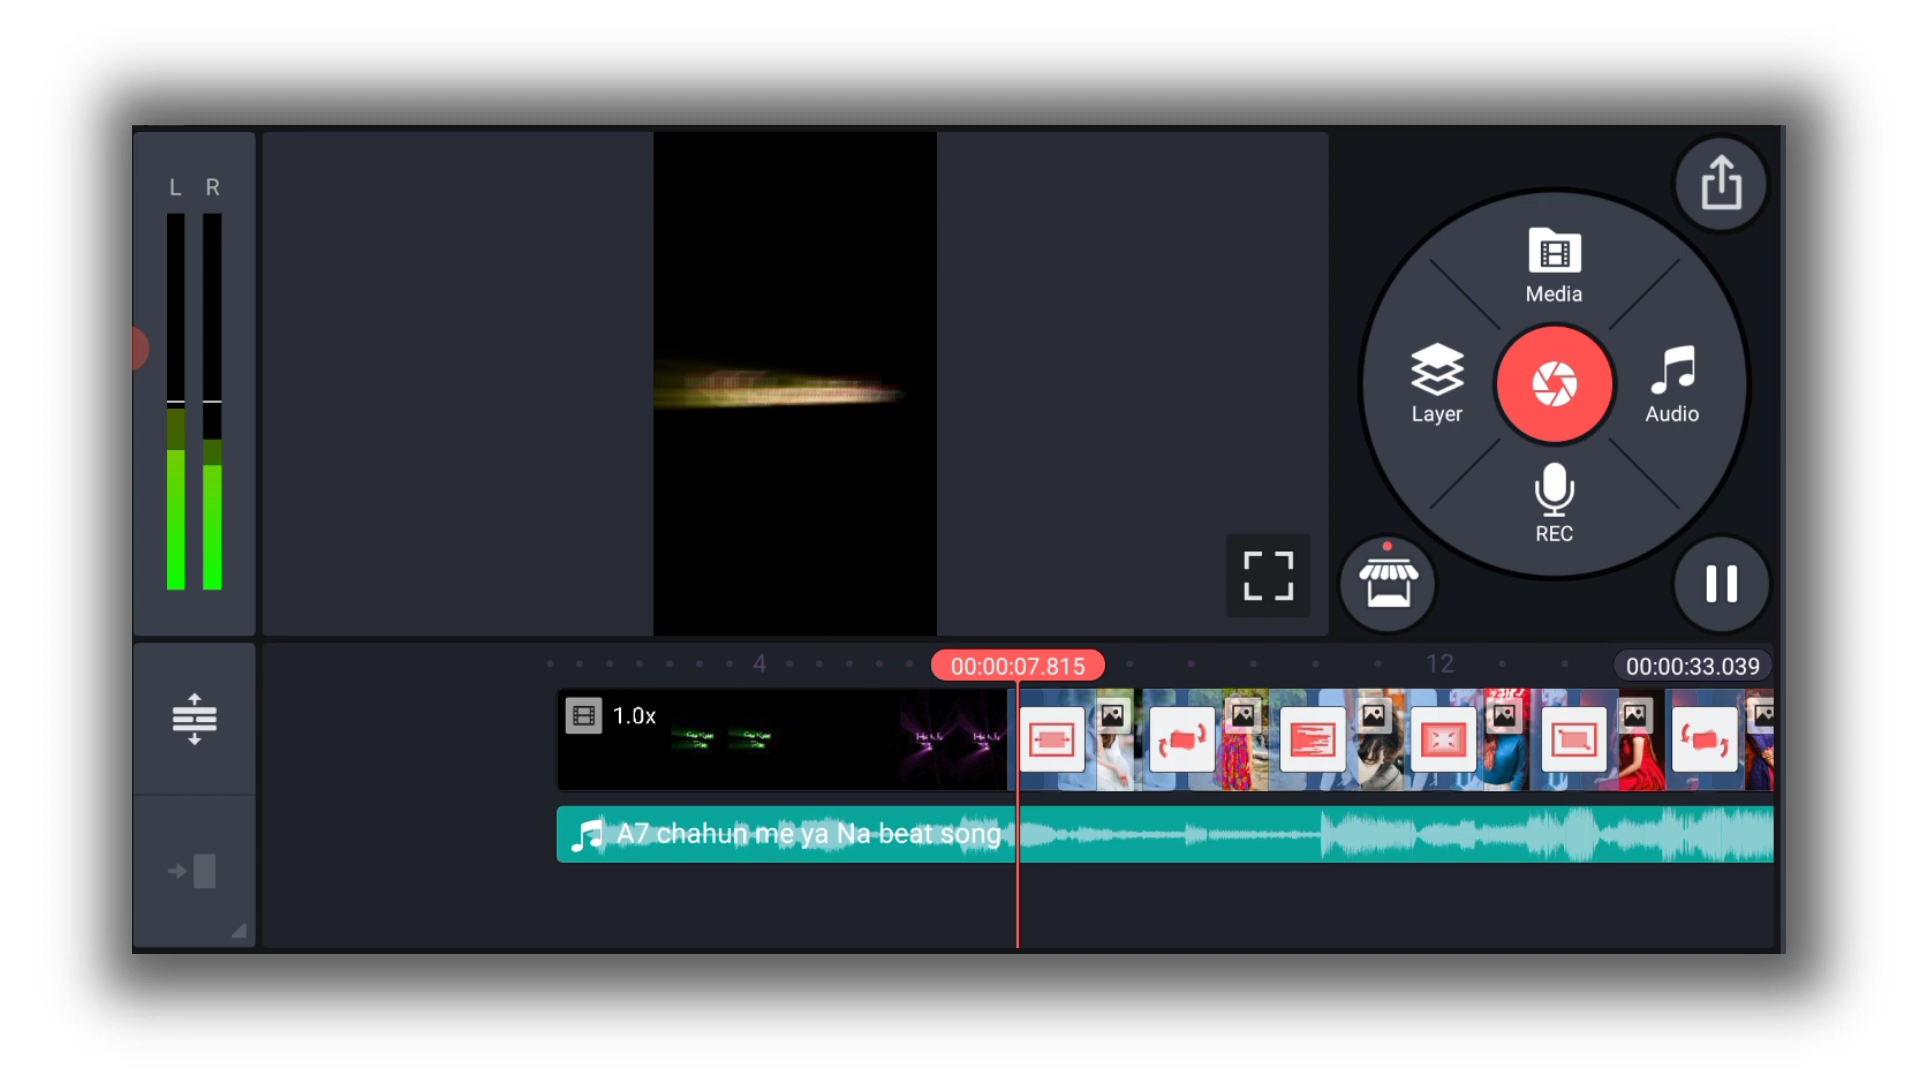 L R
Media
Layer
Audio
REC
4
00:00:07.815
12
00:00:33.039
1.0x
A7 chahun me ya Na beat song